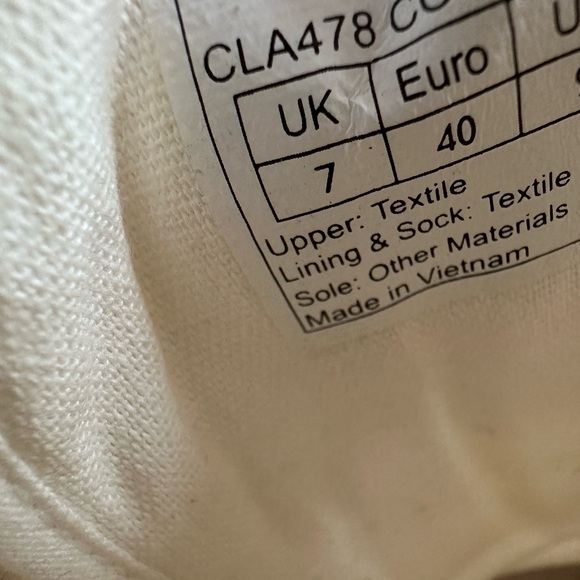 CLA478
UK Euro
7 40
Upper: Textile
Lining & Sock: Textile
Sole: Other Materials
Made in Vietnam